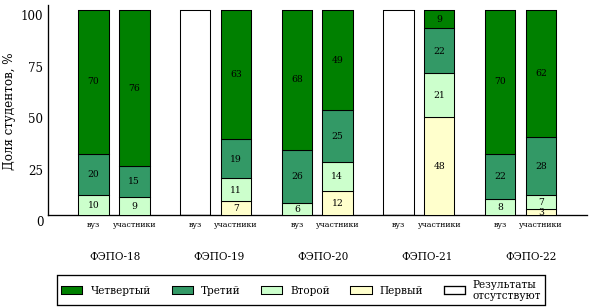 Доля студентов, %
100
75
50
25
0
70 76 63 68 49 9 70 62
20 15 19 26 25 22 22 28
10 9 11 6 14 21 8 7
7 12 48 3
вуз участники вуз участники вуз участники вуз участники вуз участники
ФЭПО-18 ФЭПО-19 ФЭПО-20 ФЭПО-21 ФЭПО-22
Четвертый Третий Второй Первый Результаты
отсутствуют